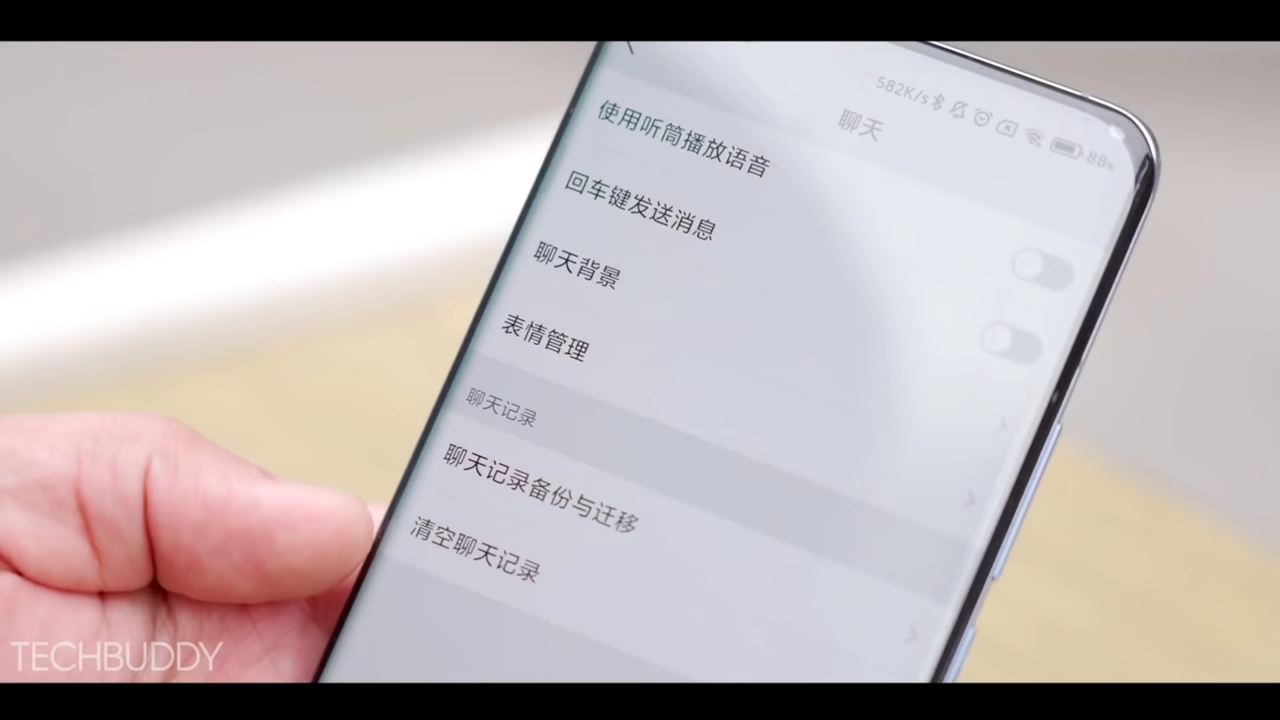 582K/s 88%
聊天
使用听筒播放语音
回车键发送消息
聊天背景
表情管理
聊天记录
聊天记录备份与迁移
清空聊天记录
TECHBUDDY